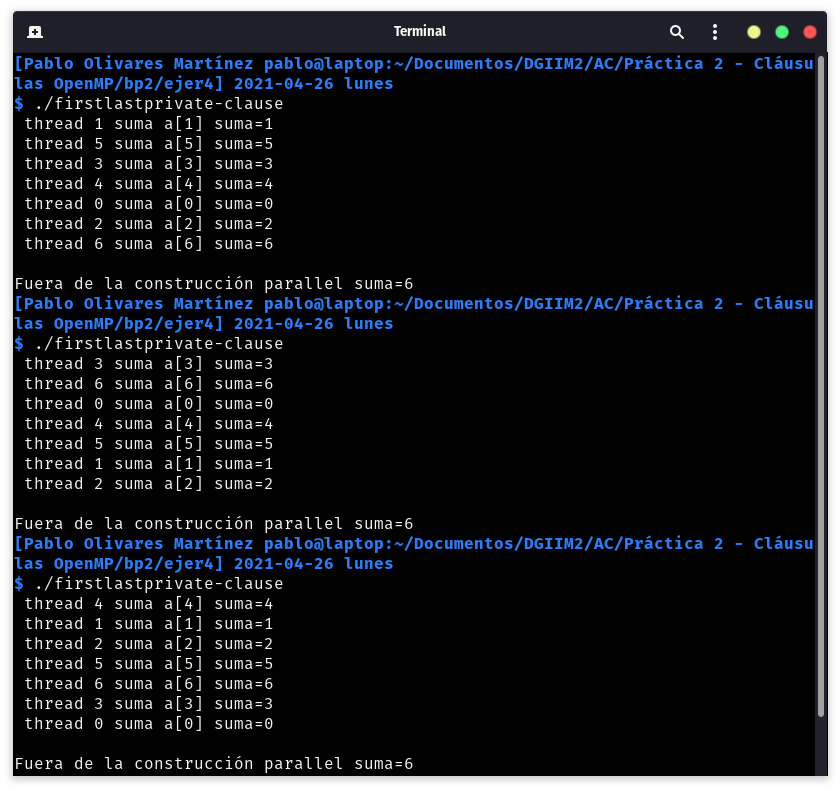 Terminal
[Pablo Olivares Martínez pablo@laptop:~/Documentos/DGIIM2/AC/Práctica 2 - Cláusu
las OpenMP/bp2/ejer4] 2021-04-26 lunes
$ ./firstlastprivate-clause
thread 1 suma a[1] suma=1
thread 5 suma a[5] suma=5
thread 3 suma a[3] suma=3
thread 4 suma a[4] suma=4
thread 0 suma a[0] suma=0
thread 2 suma a[2] suma=2
thread 6 suma a[6] suma=6
Fuera de la construcción parallel suma=6
[Pablo Olivares Martínez pablo@laptop:~/Documentos/DGIIM2/AC/Práctica 2 - Cláusu
las OpenMP/bp2/ejer4] 2021-04-26 lunes
$ ./firstlastprivate-clause
thread 3 suma a[3] suma=3
thread 6 suma a[6] suma=6
thread 0 suma a[0] suma=0
thread 4 suma a[4] suma=4
thread 5 suma a[5] suma=5
thread 1 suma a[1] suma=1
thread 2 suma a[2] suma=2
Fuera de la construcción parallel suma=6
[Pablo Olivares Martínez pablo@laptop:~/Documentos/DGIIM2/AC/Práctica 2 - Cláusu
las OpenMP/bp2/ejer4] 2021-04-26 lunes
$ ./firstlastprivate-clause
thread 4 suma a[4] suma=4
thread 1 suma a[1] suma=1
thread 2 suma a[2] suma=2
thread 5 suma a[5] suma=5
thread 6 suma a[6] suma=6
thread 3 suma a[3] suma=3
thread 0 suma a[0] suma=0
Fuera de la construcción parallel suma=6